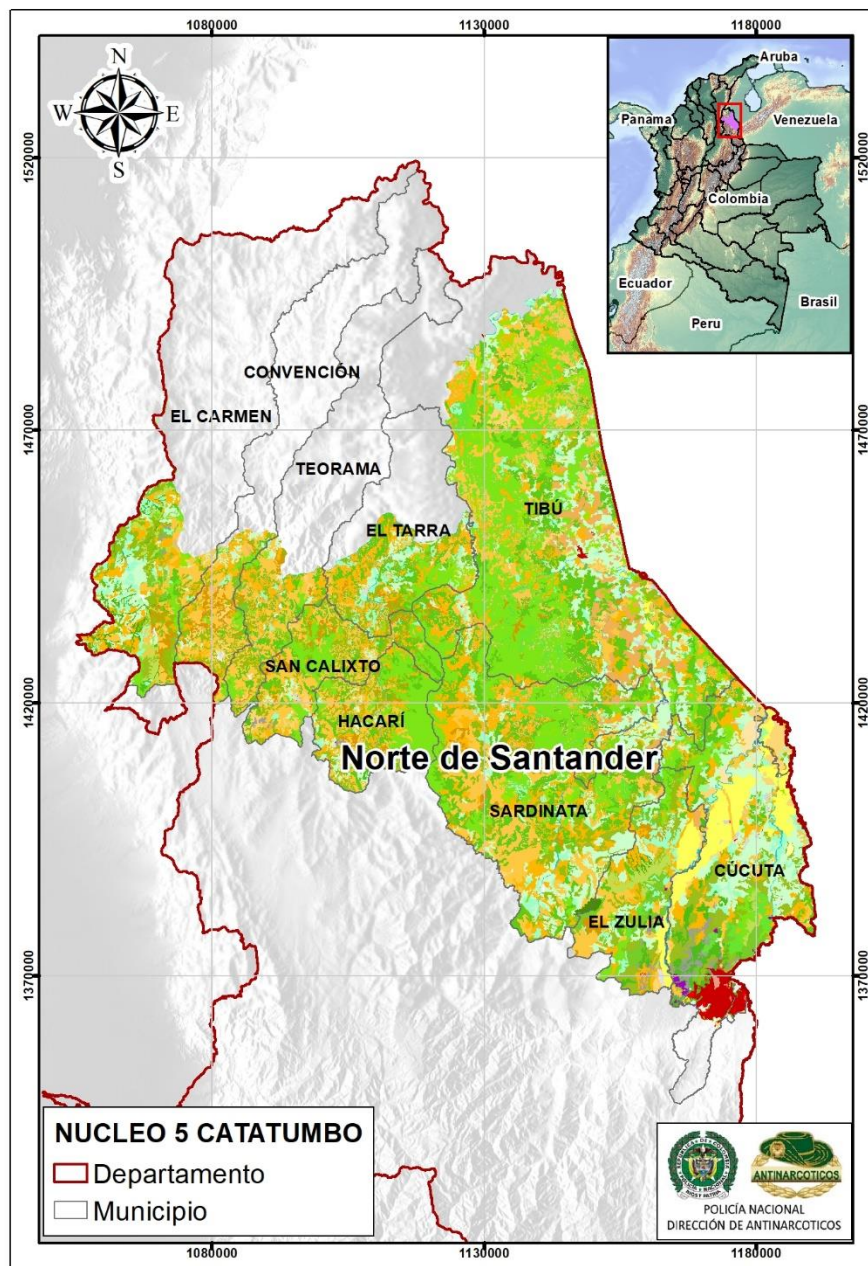 1080000
1130000
1180000
N
W
E
S
Aruba
Panama
Venezuela
Colombia
Ecuador
Brasil
Peru
1520000
1520000
CONVENCIÓN
EL CARMEN
1470000
1470000
TEORAMA
TIBÚ
EL TARRA
SAN CALIXTO
1420000
1420000
HACARÍ
Norte de Santander
SARDINATA
CÚCUTA
EL ZULIA
1370000
1370000
NUCLEO 5 CATATUMBO
Departamento
Municipio
ANTINARCOTICOS
POLICÍA NACIONAL
DIRECCIÓN DE ANTINARCOTICOS
1080000
1130000
1180000